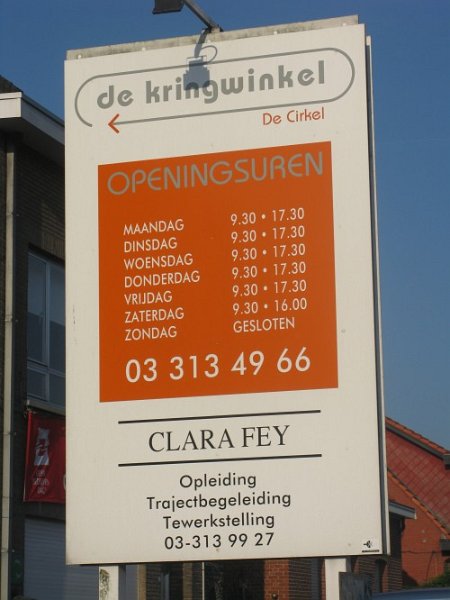 de kringwinkel
De Cirkel
OPENINGSUREN
MAANDAG 9.30 • 17.30
DINSDAG 9.30 • 17.30
WOENSDAG 9.30 • 17.30
DONDERDAG 9.30 • 17.30
VRIJDAG 9.30 • 17.30
ZATERDAG 9.30 • 16.00
ZONDAG GESLOTEN
03 313 49 66
CLARA FEY
Opleiding
Trajectbegeleiding
Tewerkstelling
03-313 99 27